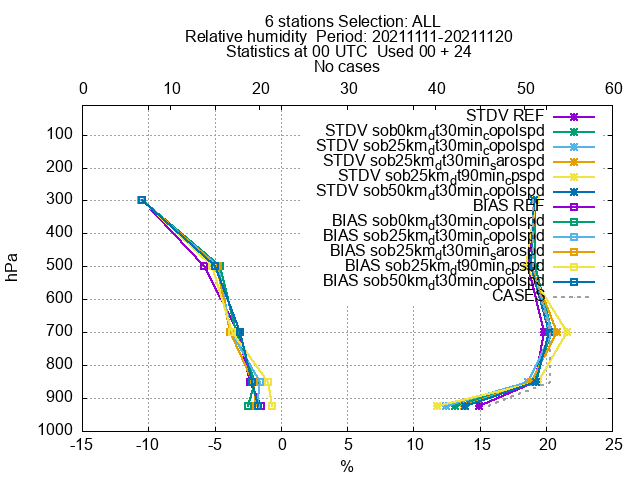 6 stations Selection: ALL
Relative humidity Period: 20211111-20211120
Statistics at 00 UTC Used 00 + 24
No cases
0 10 20 30 40 50 60
STDV REF
STDV sob0km_dt30min_copolspd
STDV sob25km_dt30min_copolspd
STDV sob25km_dt30min_sarospd
STDV sob25km_dt90min_cpspd
STDV sob50km_dt30min_copolspd
BIAS REF
BIAS sob0km_dt30min_copolspd
BIAS sob25km_dt30min_copolspd
BIAS sob25km_dt30min_sarospd
BIAS sob25km_dt90min_cpspd
BIAS sob50km_dt30min_copolspd
CASES
100
200
300
400
500
600
700
800
900
1000
hPa
-15 -10 -5 0 5 10 15 20 25
%